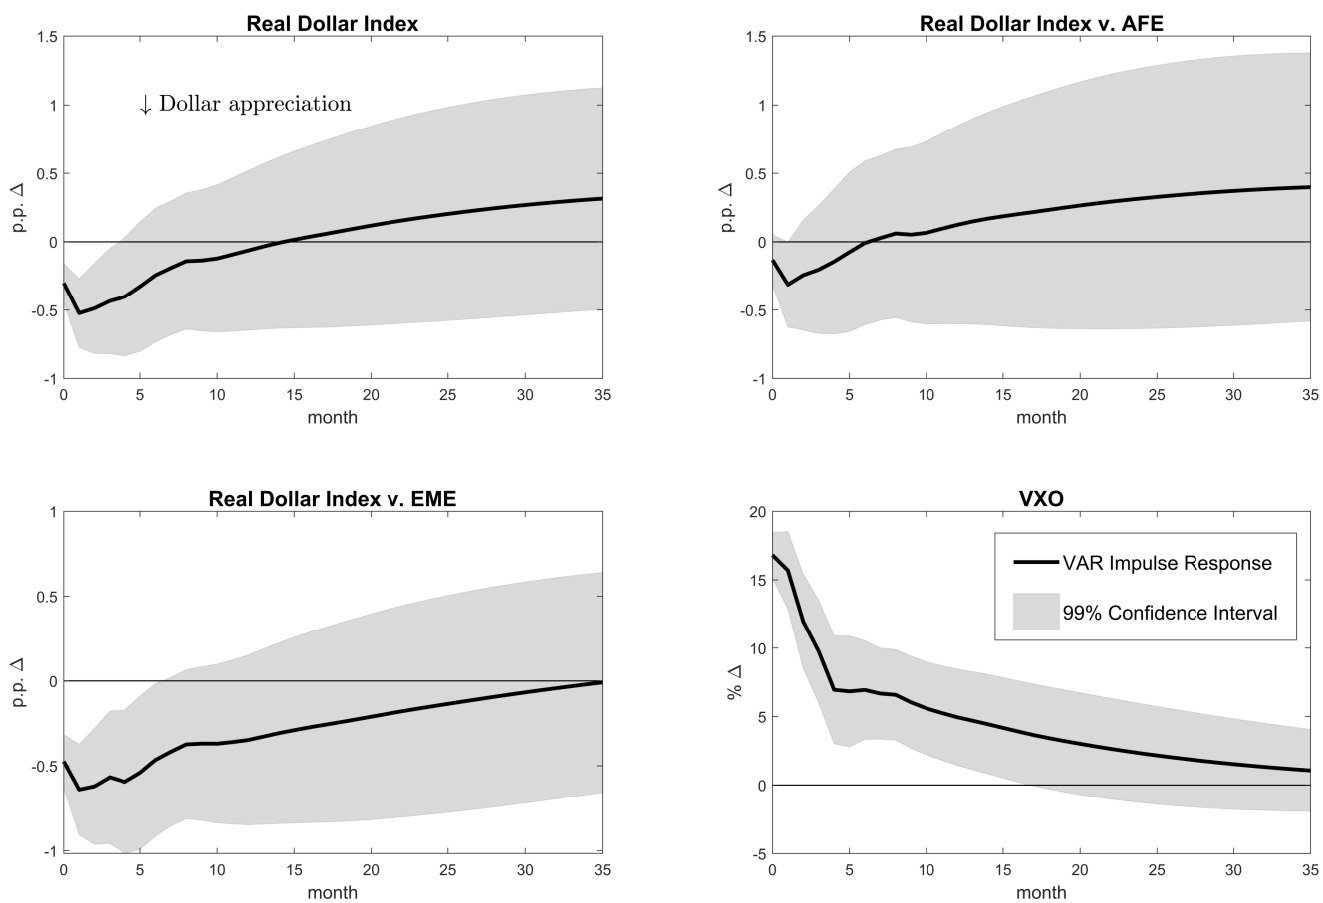 Real Dollar Index
1.5
1
0.5
0
-0.5
-1
p.p. Δ
↓ Dollar appreciation
0 5 10 15 20 25 30 35
month
Real Dollar Index v. AFE
1.5
1
0.5
0
-0.5
-1
p.p. Δ
0 5 10 15 20 25 30 35
month
Real Dollar Index v. EME
1
0.5
0
-0.5
-1
p.p. Δ
0 5 10 15 20 25 30 35
month
VXO
20
15
10
5
0
-5
% Δ
VAR Impulse Response
99% Confidence Interval
0 5 10 15 20 25 30 35
month